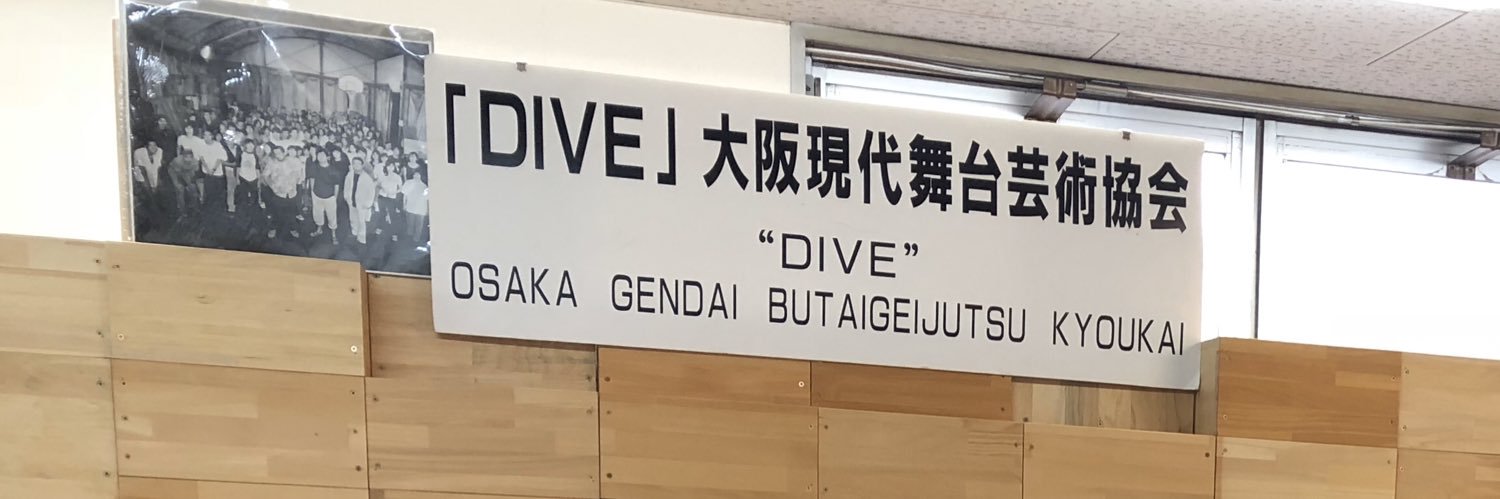 「DIVE」大阪現代舞台芸術協会
“DIVE”
OSAKA GENDAI BUTAIGEIJUTSU KYOUKAI